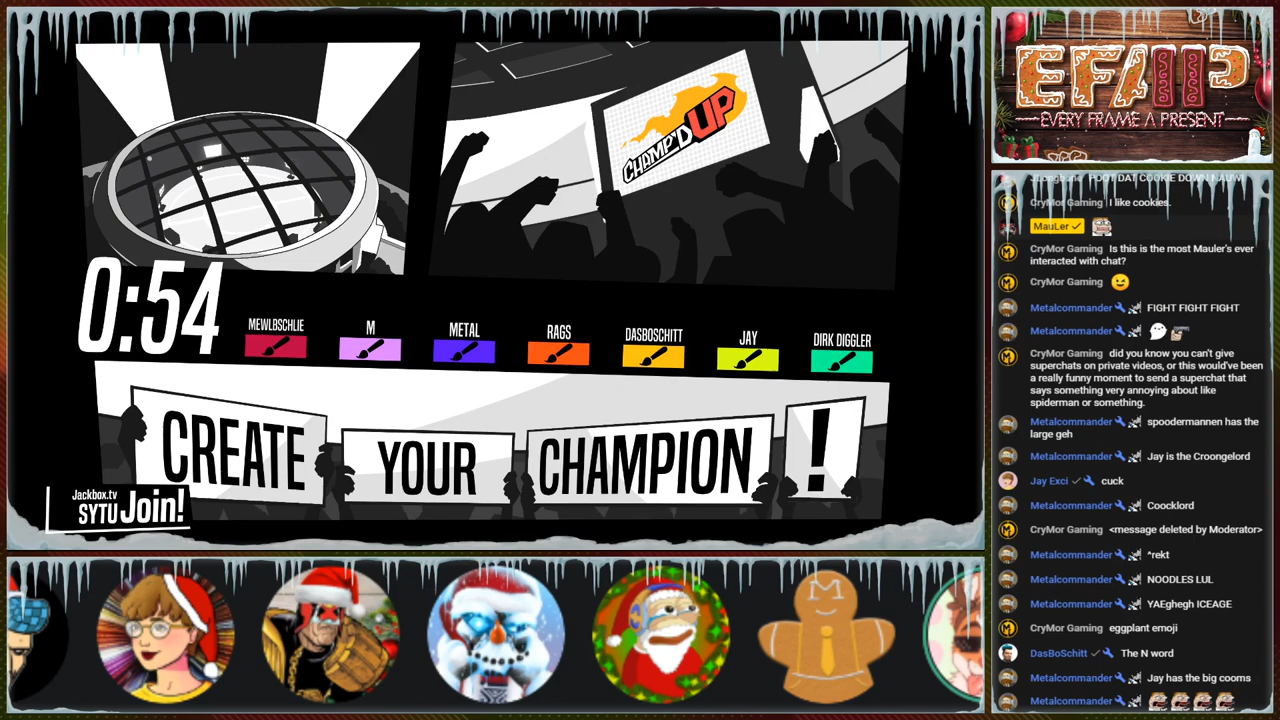 CHAMP'D UP
0:54
MEWLBSCHLIE
M
METAL
RAGS
DASBOSCHITT
JAY
DIRK DIGGLER
CREATE
YOUR
CHAMPION
!
Jackbox.tv
SYTU Join!
EFAP
EVERY FRAME A PRESENT
CryMor Gaming I like cookies.
MauLer
CryMor Gaming Is this is the most Mauler's ever
interacted with chat?
CryMor Gaming
Metalcommander FIGHT FIGHT FIGHT
Metalcommander
CryMor Gaming did you know you can't give
superchats on private videos, or this would've been
a really funny moment to send a superchat that
says something very annoying about like
spiderman or something.
Metalcommander spoodermannen has the
large geh
Metalcommander Jay is the Croongelord
Jay Exci cuck
Metalcommander Coocklord
CryMor Gaming <message deleted by Moderator>
Metalcommander ^rekt
Metalcommander NOODLES LUL
Metalcommander YAEghegh ICEAGE
CryMor Gaming eggplant emoji
DasBoSchitt The N word
Metalcommander Jay has the big cooms
Metalcommander
M